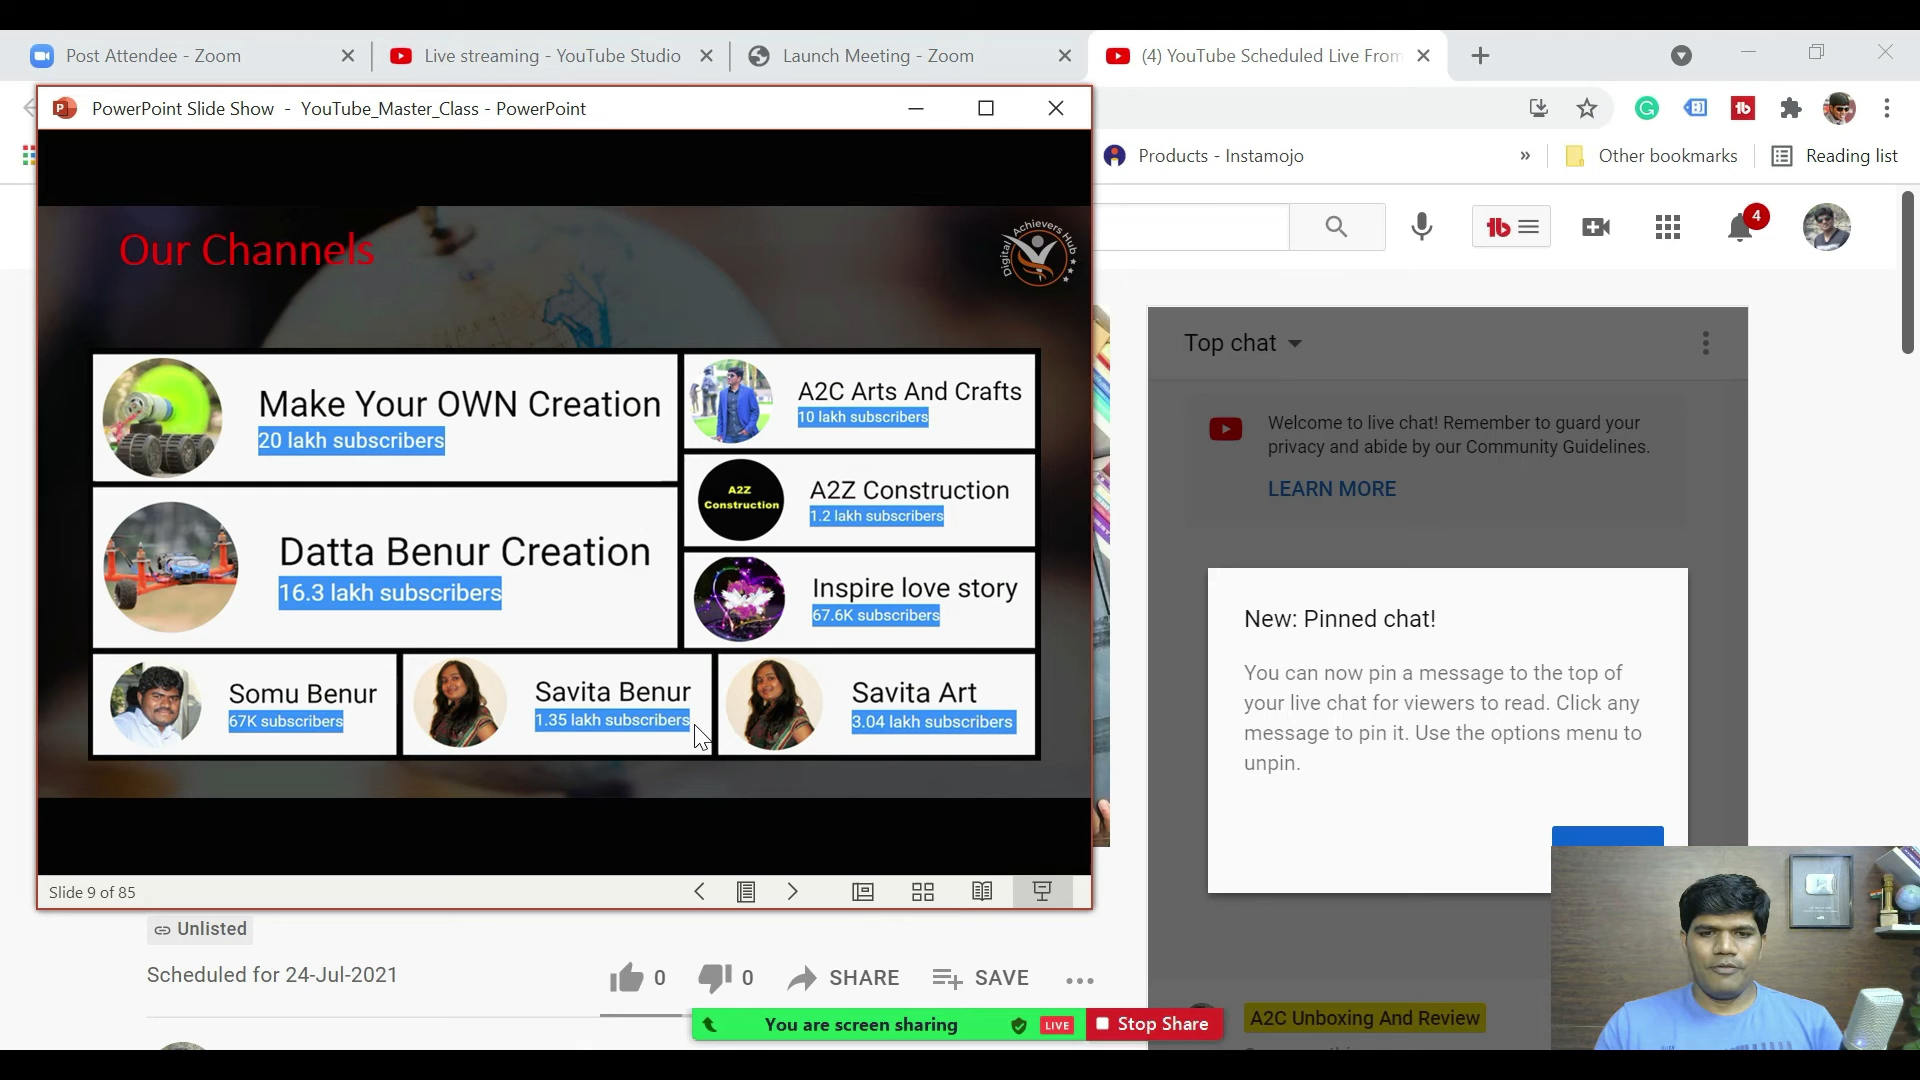 Post Attendee - Zoom
Live streaming - YouTube Studio
Launch Meeting - Zoom
(4) YouTube Scheduled Live From
PowerPoint Slide Show - YouTube_Master_Class - PowerPoint
Products - Instamojo
»
Other bookmarks
Reading list
4
Our Channels
Digital Achievers Hub
Make Your OWN Creation
20 lakh subscribers
A2C Arts And Crafts
10 lakh subscribers
A2Z Construction
A2Z Construction
1.2 lakh subscribers
Datta Benur Creation
16.3 lakh subscribers
Inspire love story
67.6K subscribers
Somu Benur
67K subscribers
Savita Benur
1.35 lakh subscribers
Savita Art
3.04 lakh subscribers
Slide 9 of 85
Top chat
Welcome to live chat! Remember to guard your
privacy and abide by our Community Guidelines.
LEARN MORE
New: Pinned chat!
You can now pin a message to the top of
your live chat for viewers to read. Click any
message to pin it. Use the options menu to
unpin.
Unlisted
Scheduled for 24-Jul-2021
0
0
SHARE
SAVE
You are screen sharing
LIVE
Stop Share
A2C Unboxing And Review